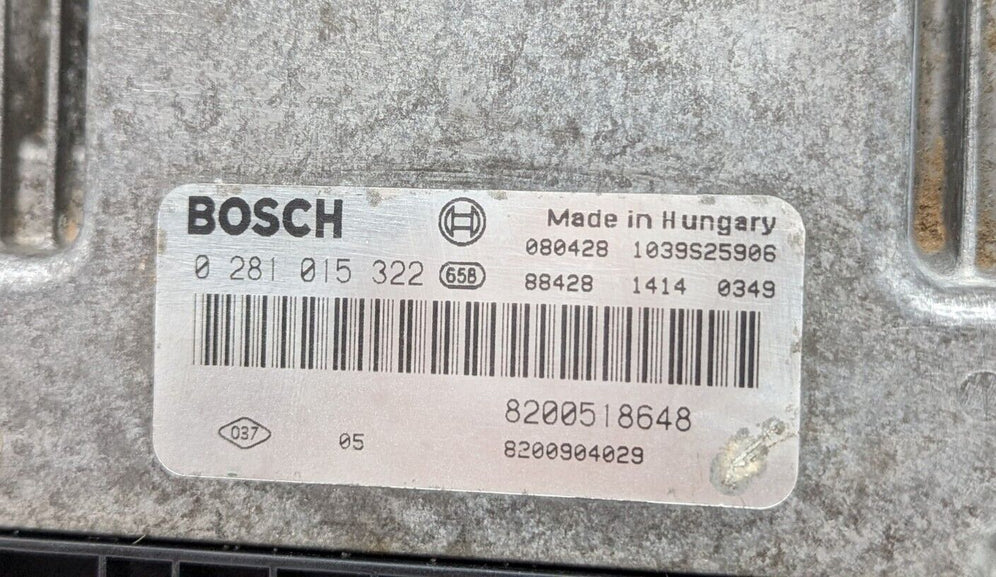 BOSCH
Made in Hungary
080428 1039S25906
0 281 015 322 658
88428 1414 0349
8200518648
037 05
8200904029